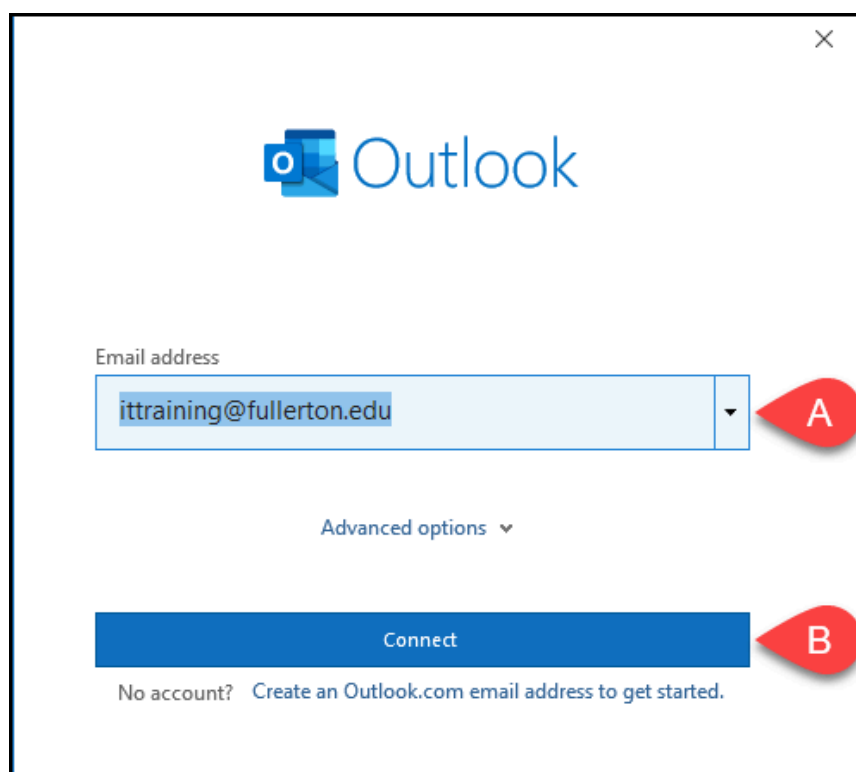 O Outlook
Email address
ittraining@fullerton.edu
A
Advanced options
Connect
B
No account? Create an Outlook.com email address to get started.